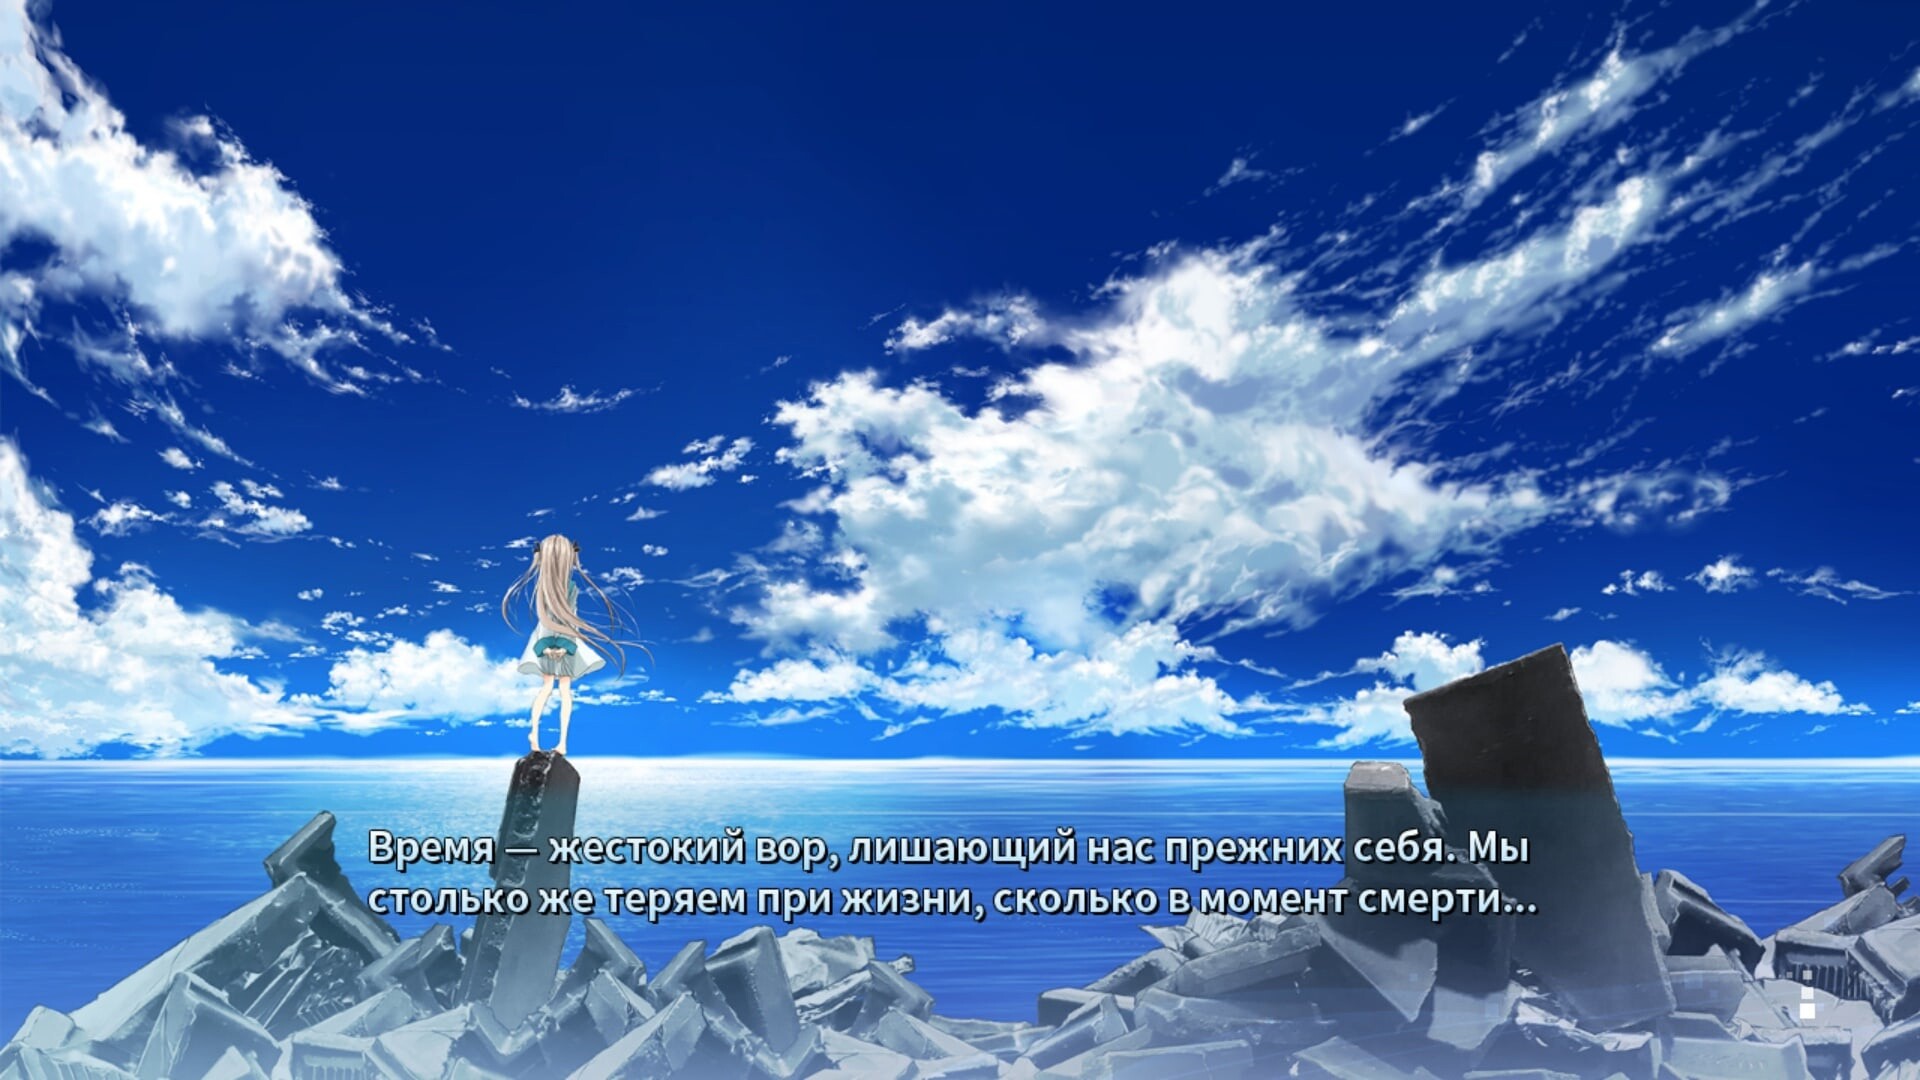 Время — жестокий вор, лишающий нас прежних себя. Мы
столько же теряем при жизни, сколько в момент смерти...